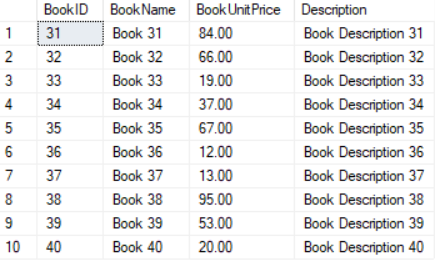 BookID BookName BookUnitPrice Description
1 31 Book 31 84.00 Book Description 31
2 32 Book 32 66.00 Book Description 32
3 33 Book 33 19.00 Book Description 33
4 34 Book 34 37.00 Book Description 34
5 35 Book 35 67.00 Book Description 35
6 36 Book 36 12.00 Book Description 36
7 37 Book 37 13.00 Book Description 37
8 38 Book 38 95.00 Book Description 38
9 39 Book 39 53.00 Book Description 39
10 40 Book 40 20.00 Book Description 40